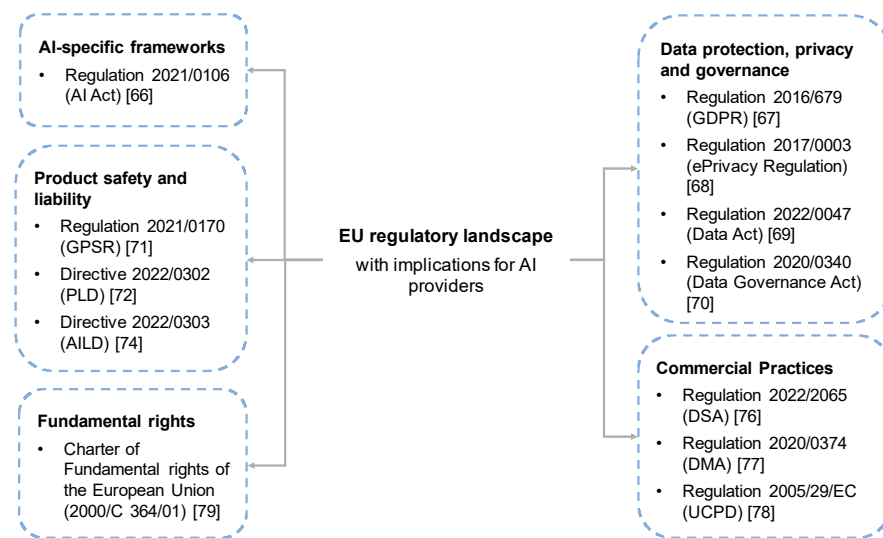 AI-specific frameworks
• Regulation 2021/0106
(AI Act) [66]
Product safety and
liability
• Regulation 2021/0170
(GPSR) [71]
• Directive 2022/0302
(PLD) [72]
• Directive 2022/0303
(AILD) [74]
Fundamental rights
• Charter of
Fundamental rights of
the European Union
(2000/C 364/01) [79]
EU regulatory landscape
with implications for AI
providers
Data protection, privacy
and governance
• Regulation 2016/679
(GDPR) [67]
• Regulation 2017/0003
(ePrivacy Regulation)
[68]
• Regulation 2022/0047
(Data Act) [69]
• Regulation 2020/0340
(Data Governance Act)
[70]
Commercial Practices
• Regulation 2022/2065
(DSA) [76]
• Regulation 2020/0374
(DMA) [77]
• Regulation 2005/29/EC
(UCPD) [78]